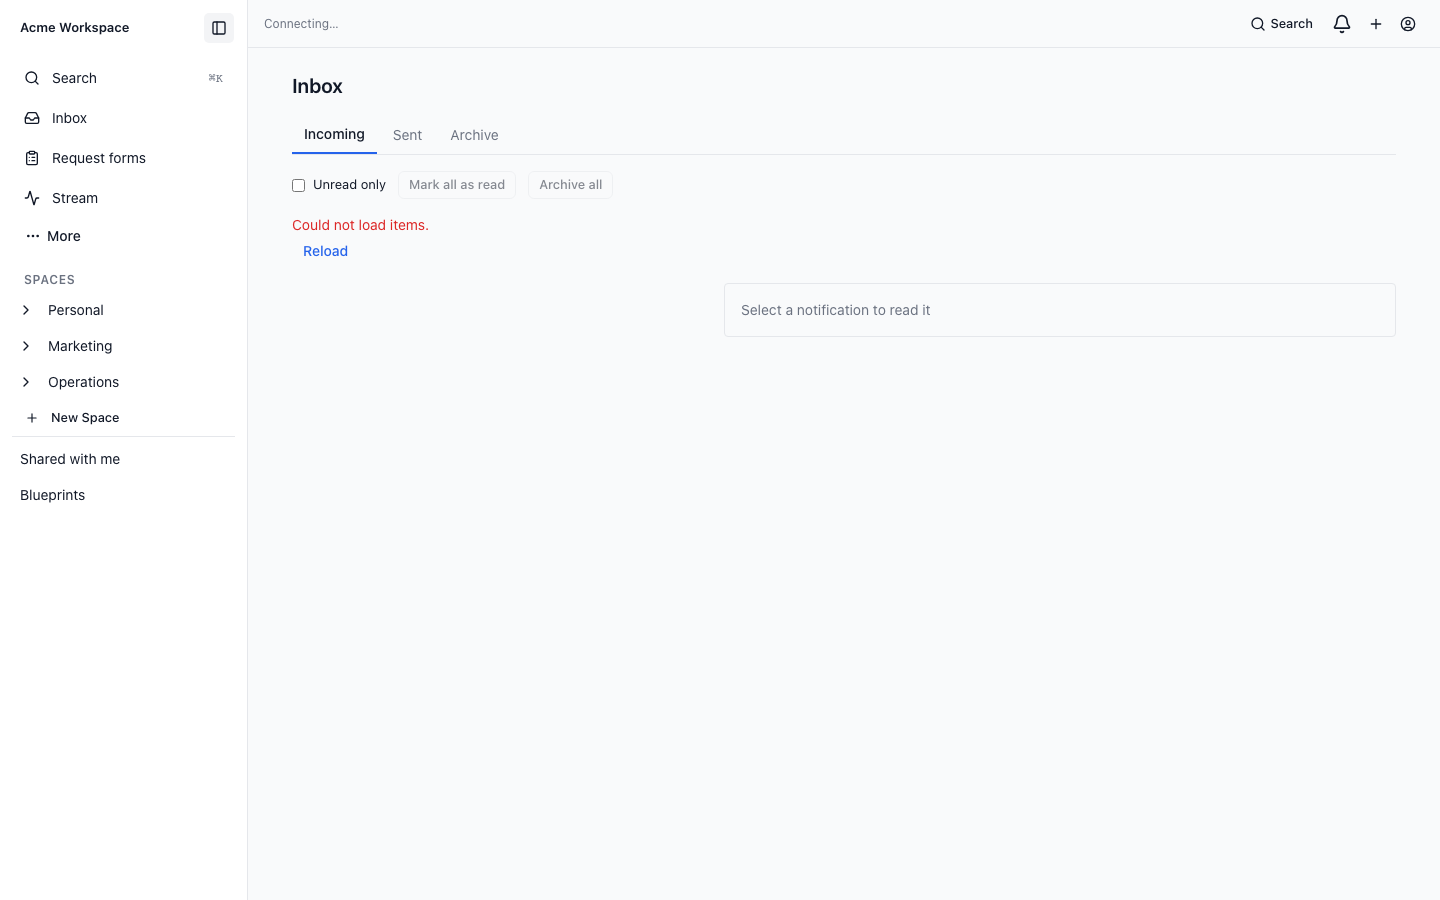 Acme Workspace
Search ⌘K
Inbox
Request forms
Stream
More
SPACES
Personal
Marketing
Operations
New Space
Shared with me
Blueprints
Connecting...
Search
Inbox
Incoming Sent Archive
Unread only Mark all as read Archive all
Could not load items.
Reload
Select a notification to read it